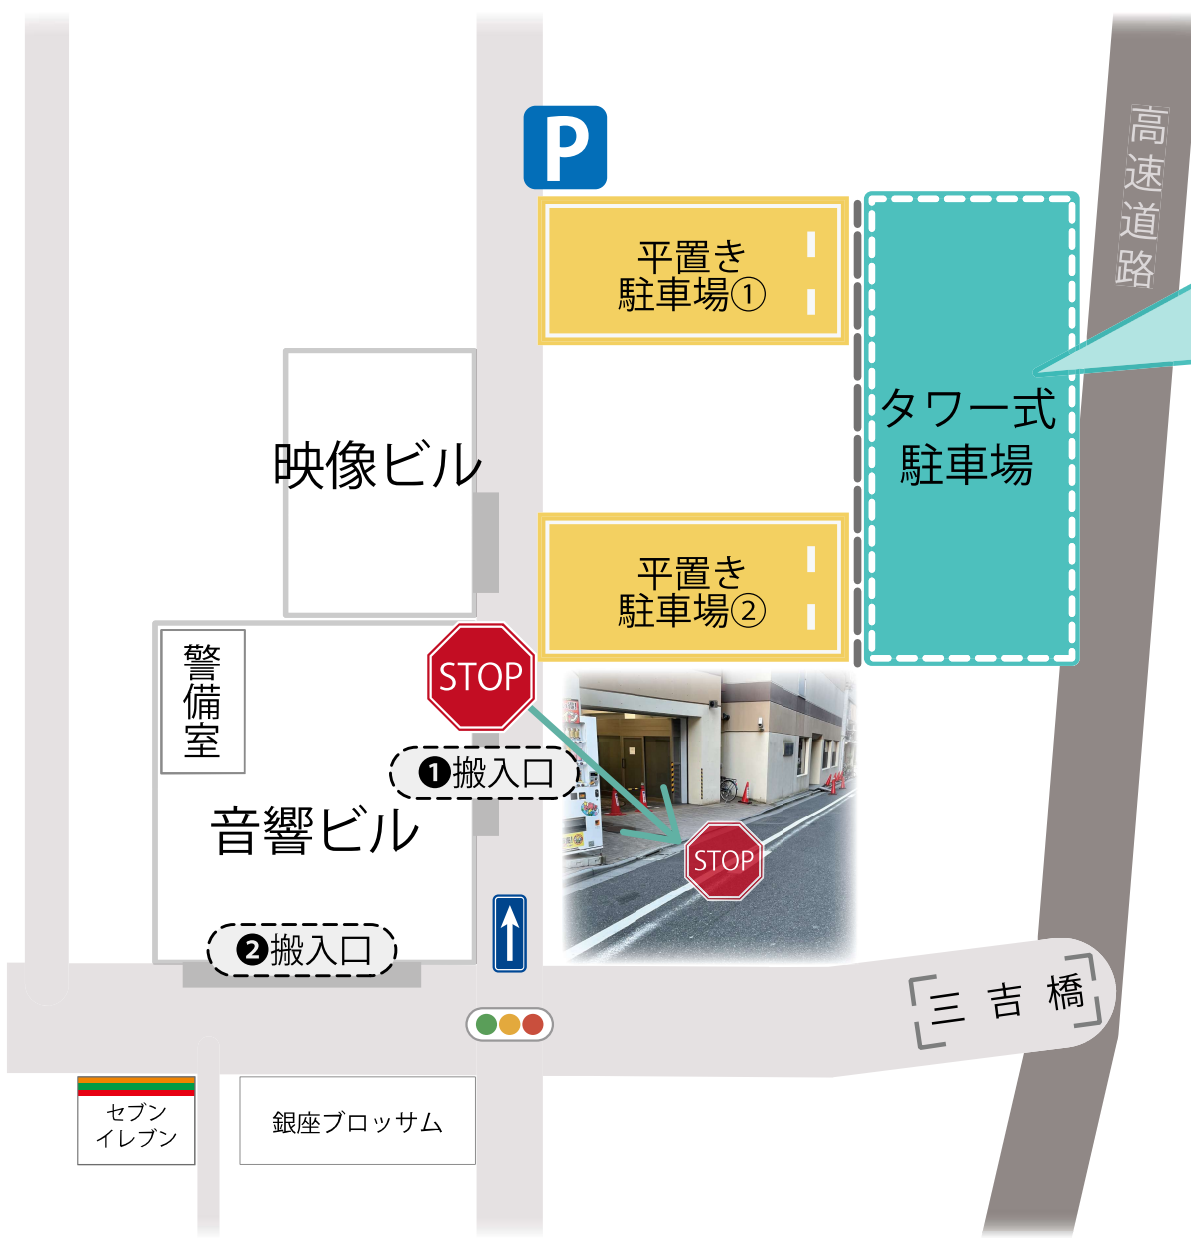 P
高速道路
平置き
駐車場①
タワー式
駐車場
映像ビル
平置き
駐車場②
警備室
STOP
❶搬入口
音響ビル
STOP
❷搬入口
三吉橋
セブン
イレブン
銀座ブロッサム